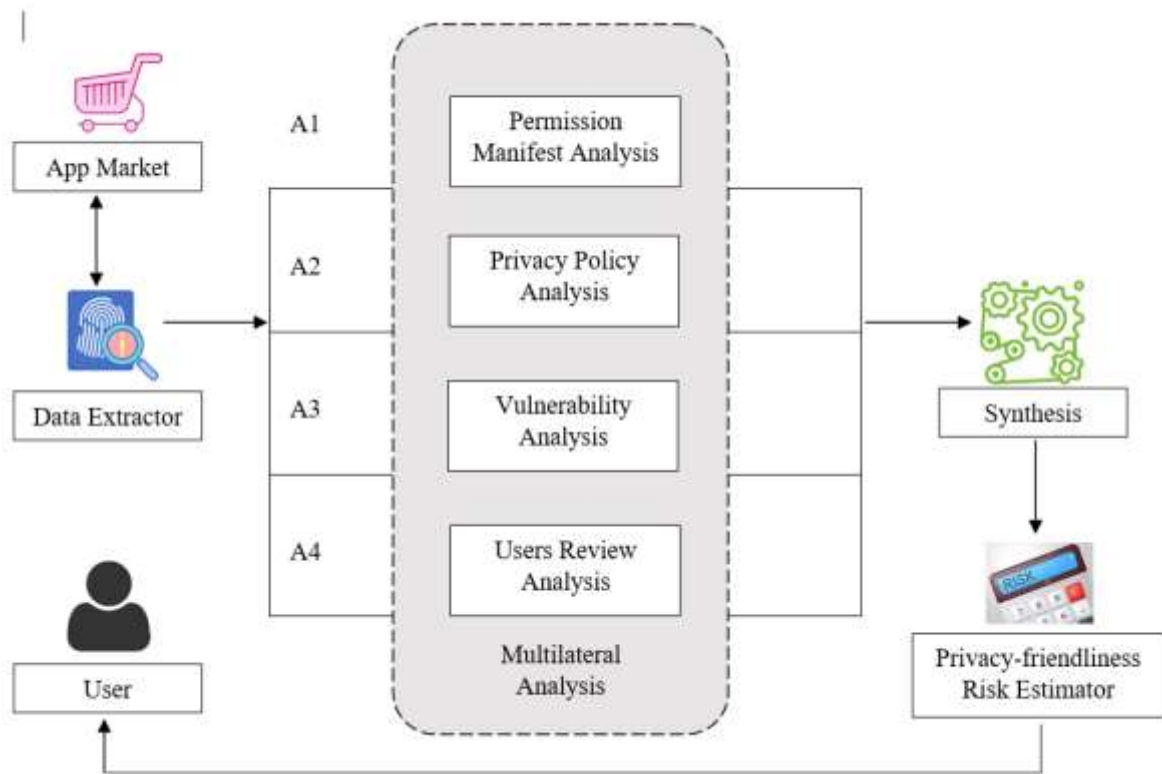 App Market
Data Extractor
User
A1
A2
A3
A4
Permission
Manifest Analysis
Privacy Policy
Analysis
Vulnerability
Analysis
Users Review
Analysis
Multilateral
Analysis
Synthesis
RISK
Privacy-friendliness
Risk Estimator